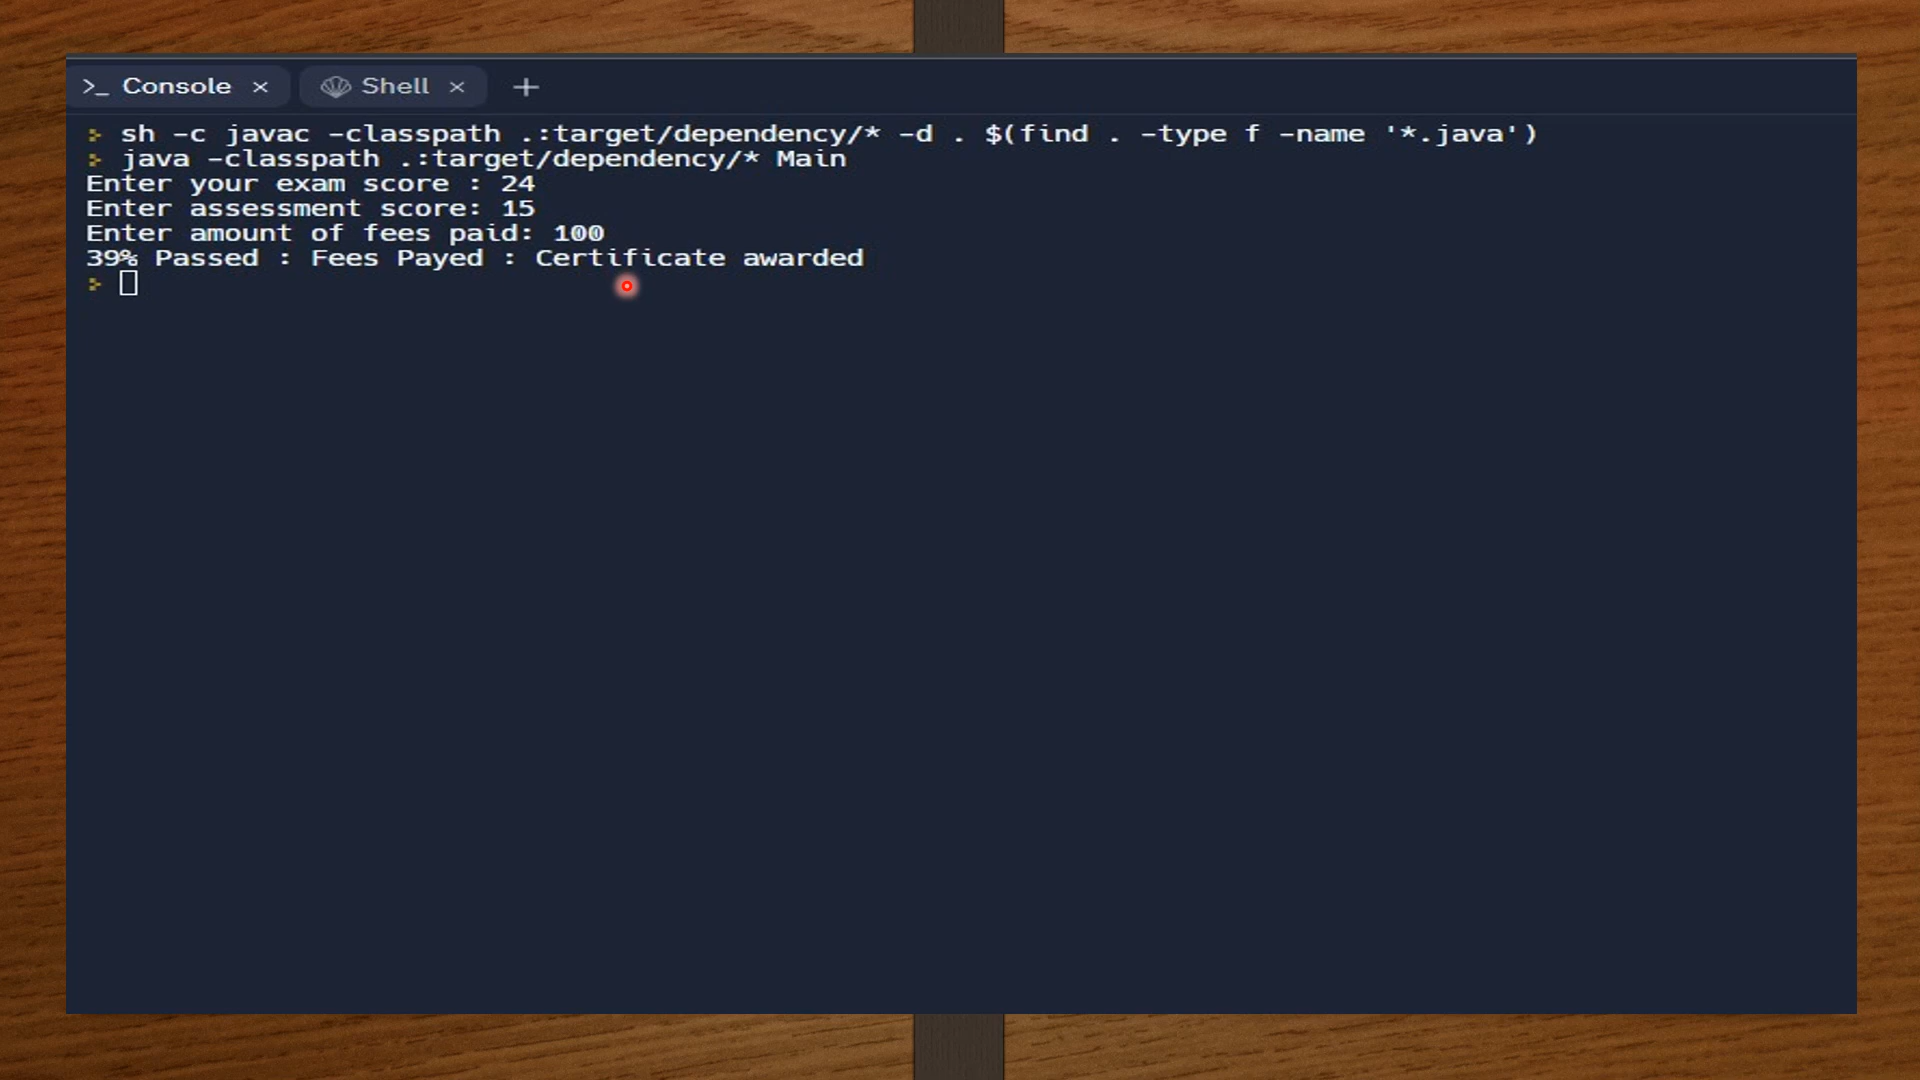 >_ Console × Shell × +
sh -c javac -classpath .:target/dependency/* -d . $(find . -type f -name '*.java')
java -classpath .:target/dependency/* Main
Enter your exam score : 24
Enter assessment score: 15
Enter amount of fees paid: 100
39% Passed : Fees Payed : Certificate awarded